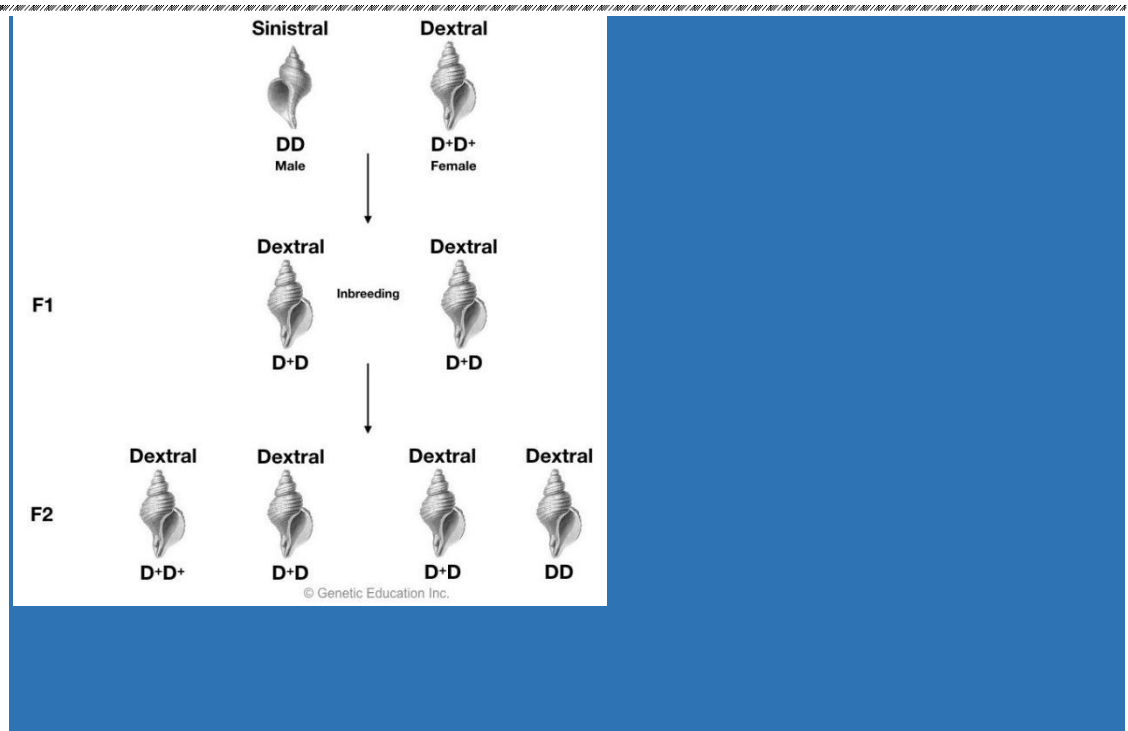 Sinistral Dextral
DD D⁺D⁺
Male Female
Dextral Dextral
Inbreeding
F1
D⁺D D⁺D
Dextral Dextral Dextral Dextral
F2
D⁺D⁺ D⁺D D⁺D DD
© Genetic Education Inc.